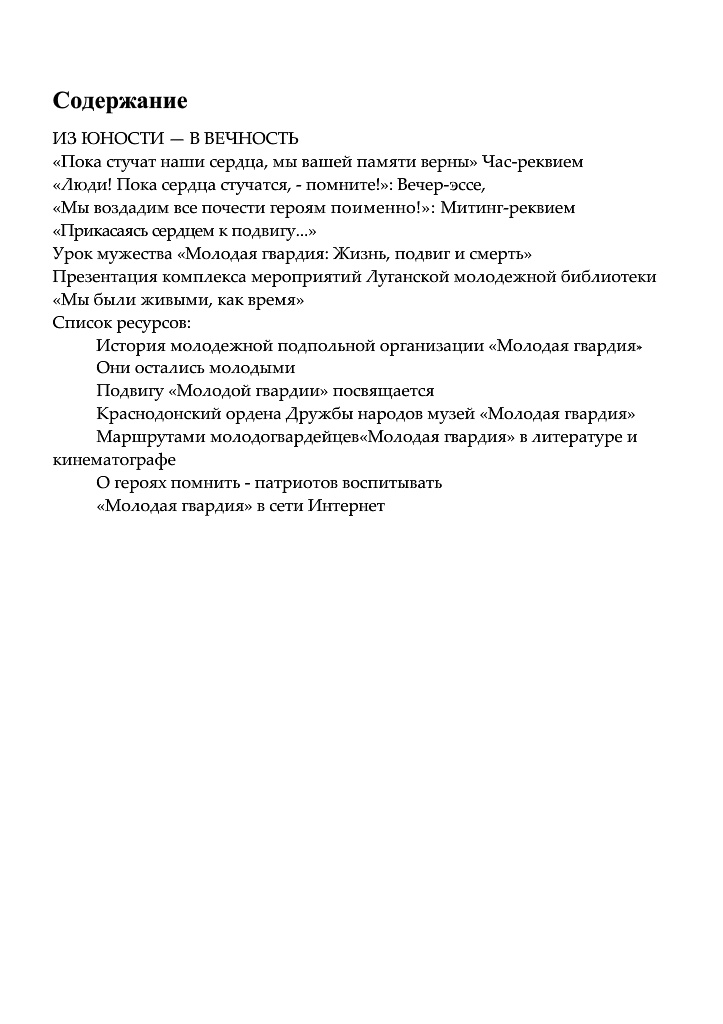 Содержание
ИЗ ЮНОСТИ — В ВЕЧНОСТЬ
«Пока стучат наши сердца, мы вашей памяти верны» Час-реквием
«Люди! Пока сердца стучатся, - помните!»: Вечер-эссе,
«Мы воздадим все почести героям поименно!»: Митинг-реквием
«Прикасаясь сердцем к подвигу...»
Урок мужества «Молодая гвардия: Жизнь, подвиг и смерть»
Презентация комплекса мероприятий Луганской молодежной библиотеки
«Мы были живыми, как время»
Список ресурсов:
История молодежной подпольной организации «Молодая гвардия»
Они остались молодыми
Подвигу «Молодой гвардии» посвящается
Краснодонский ордена Дружбы народов музей «Молодая гвардия»
Маршрутами молодогвардейцев«Молодая гвардия» в литературе и
кинематографе
О героях помнить - патриотов воспитывать
«Молодая гвардия» в сети Интернет